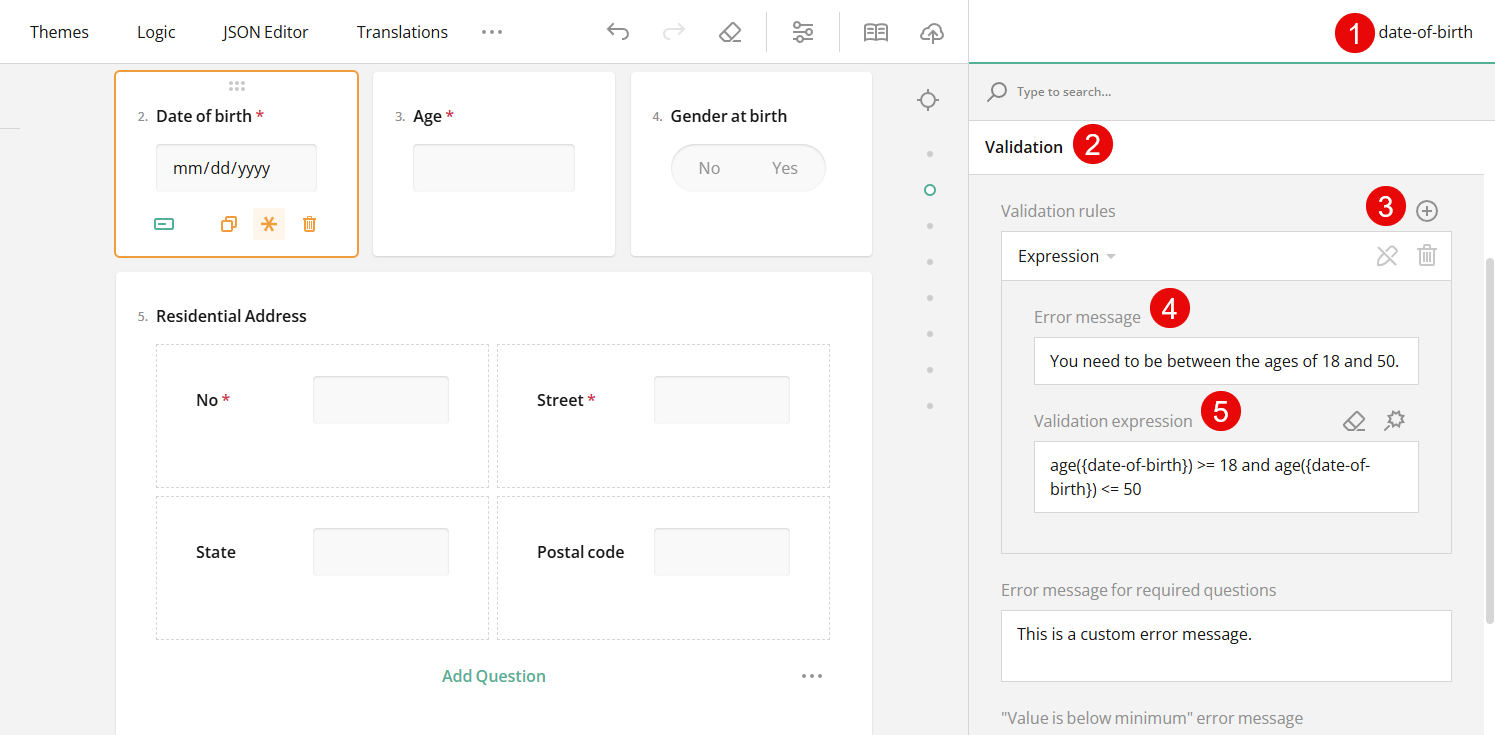 Themes
Logic
JSON Editor
Translations
1
date-of-birth
2. Date of birth *
mm/dd/yyyy
3. Age *
4. Gender at birth
No
Yes
5. Residential Address
No *
Street *
State
Postal code
Add Question
Type to search...
Validation
2
Validation rules
3
Expression
Error message
4
You need to be between the ages of 18 and 50.
Validation expression
5
age({date-of-birth}) >= 18 and age({date-of-
birth}) <= 50
Error message for required questions
This is a custom error message.
"Value is below minimum" error message